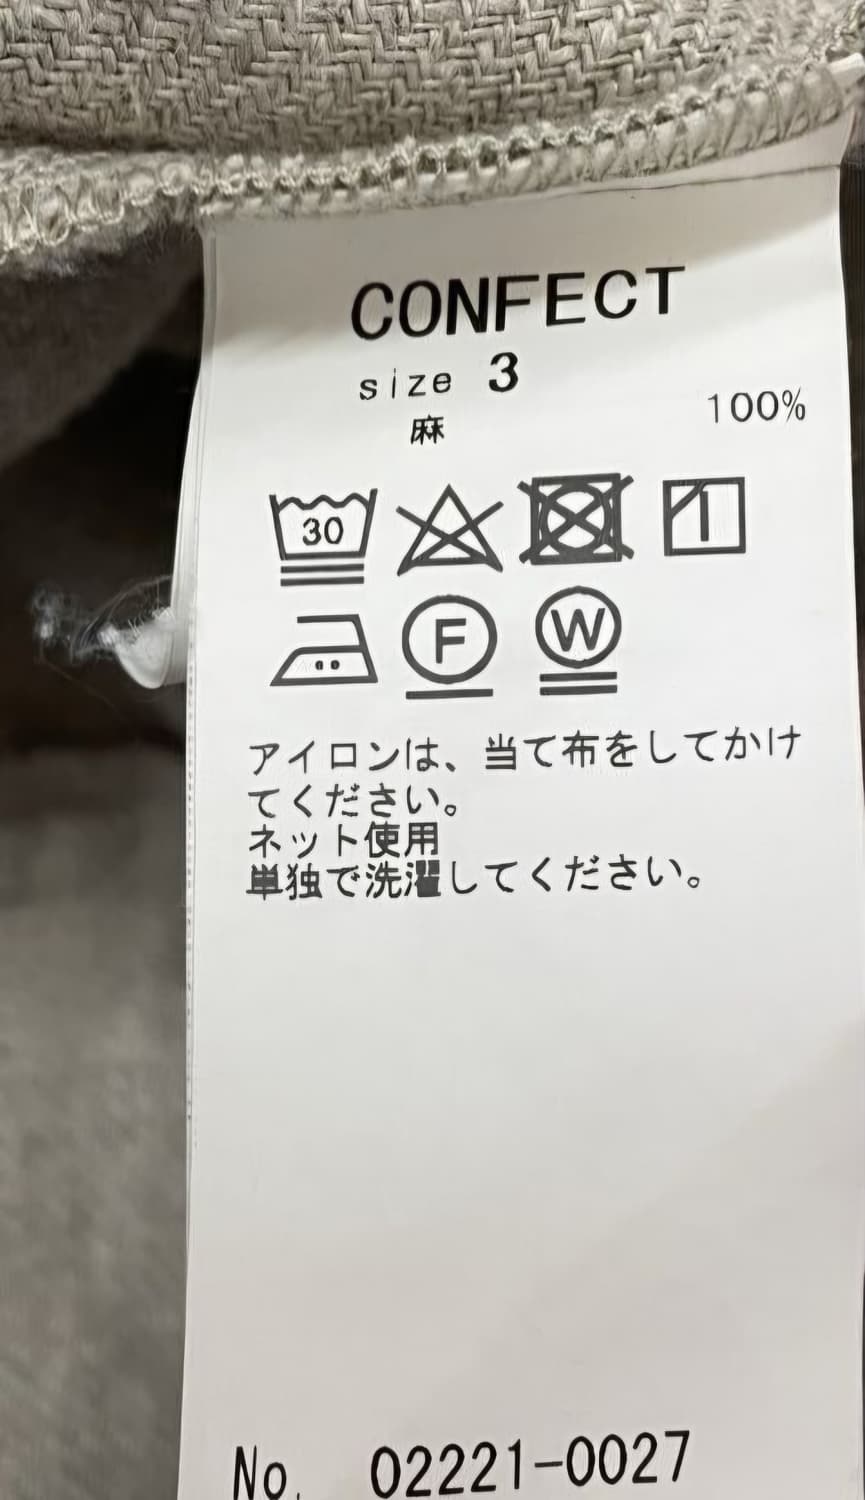 CONFECT
size 3
麻 100%
30
F W
アイロンは、当て布をしてかけ
てください。
ネット使用
単独で洗濯してください。
No. 02221-0027